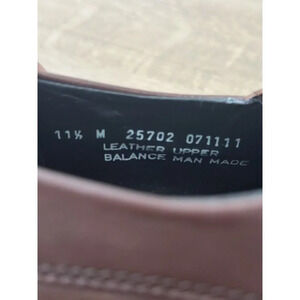 11½ M 25702 071111
LEATHER UPPER
BALANCE MAN MADE